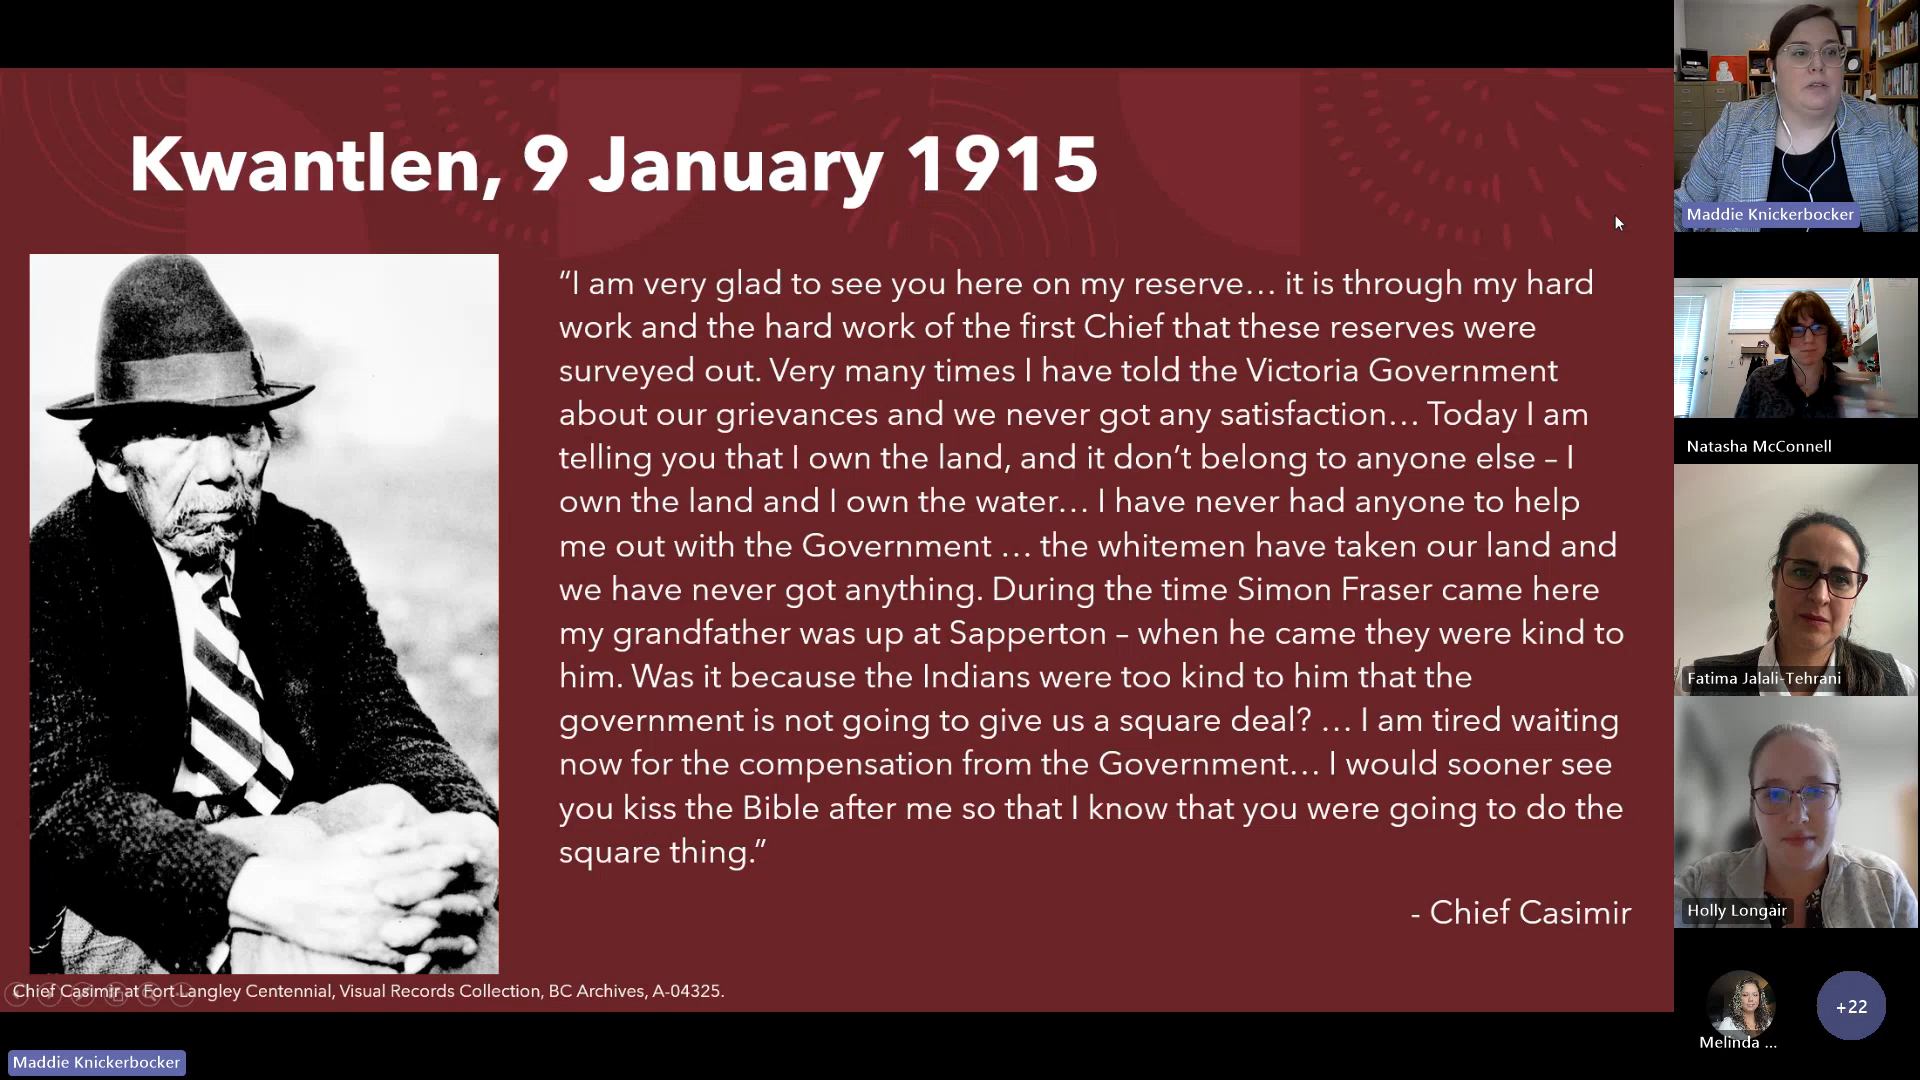 Kwantlen, 9 January 1915
“I am very glad to see you here on my reserve… it is through my hard
work and the hard work of the first Chief that these reserves were
surveyed out. Very many times I have told the Victoria Government
about our grievances and we never got any satisfaction… Today I am
telling you that I own the land, and it don’t belong to anyone else – I
own the land and I own the water… I have never had anyone to help
me out with the Government … the whitemen have taken our land and
we have never got anything. During the time Simon Fraser came here
my grandfather was up at Sapperton – when he came they were kind to
him. Was it because the Indians were too kind to him that the
government is not going to give us a square deal? … I am tired waiting
now for the compensation from the Government… I would sooner see
you kiss the Bible after me so that I know that you were going to do the
square thing.”
- Chief Casimir
Chief Casimir at Fort Langley Centennial, Visual Records Collection, BC Archives, A-04325.
Maddie Knickerbocker
Maddie Knickerbocker
Natasha McConnell
Fatima Jalali-Tehrani
Holly Longair
Melinda ...
+22